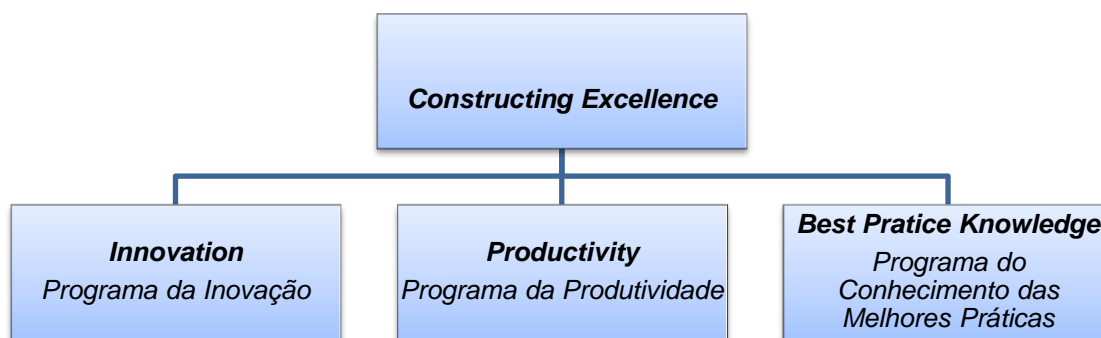 Constructing Excellence
Innovation
Programa da Inovação
Productivity
Programa da Produtividade
Best Pratice Knowledge
Programa do
Conhecimento das
Melhores Práticas